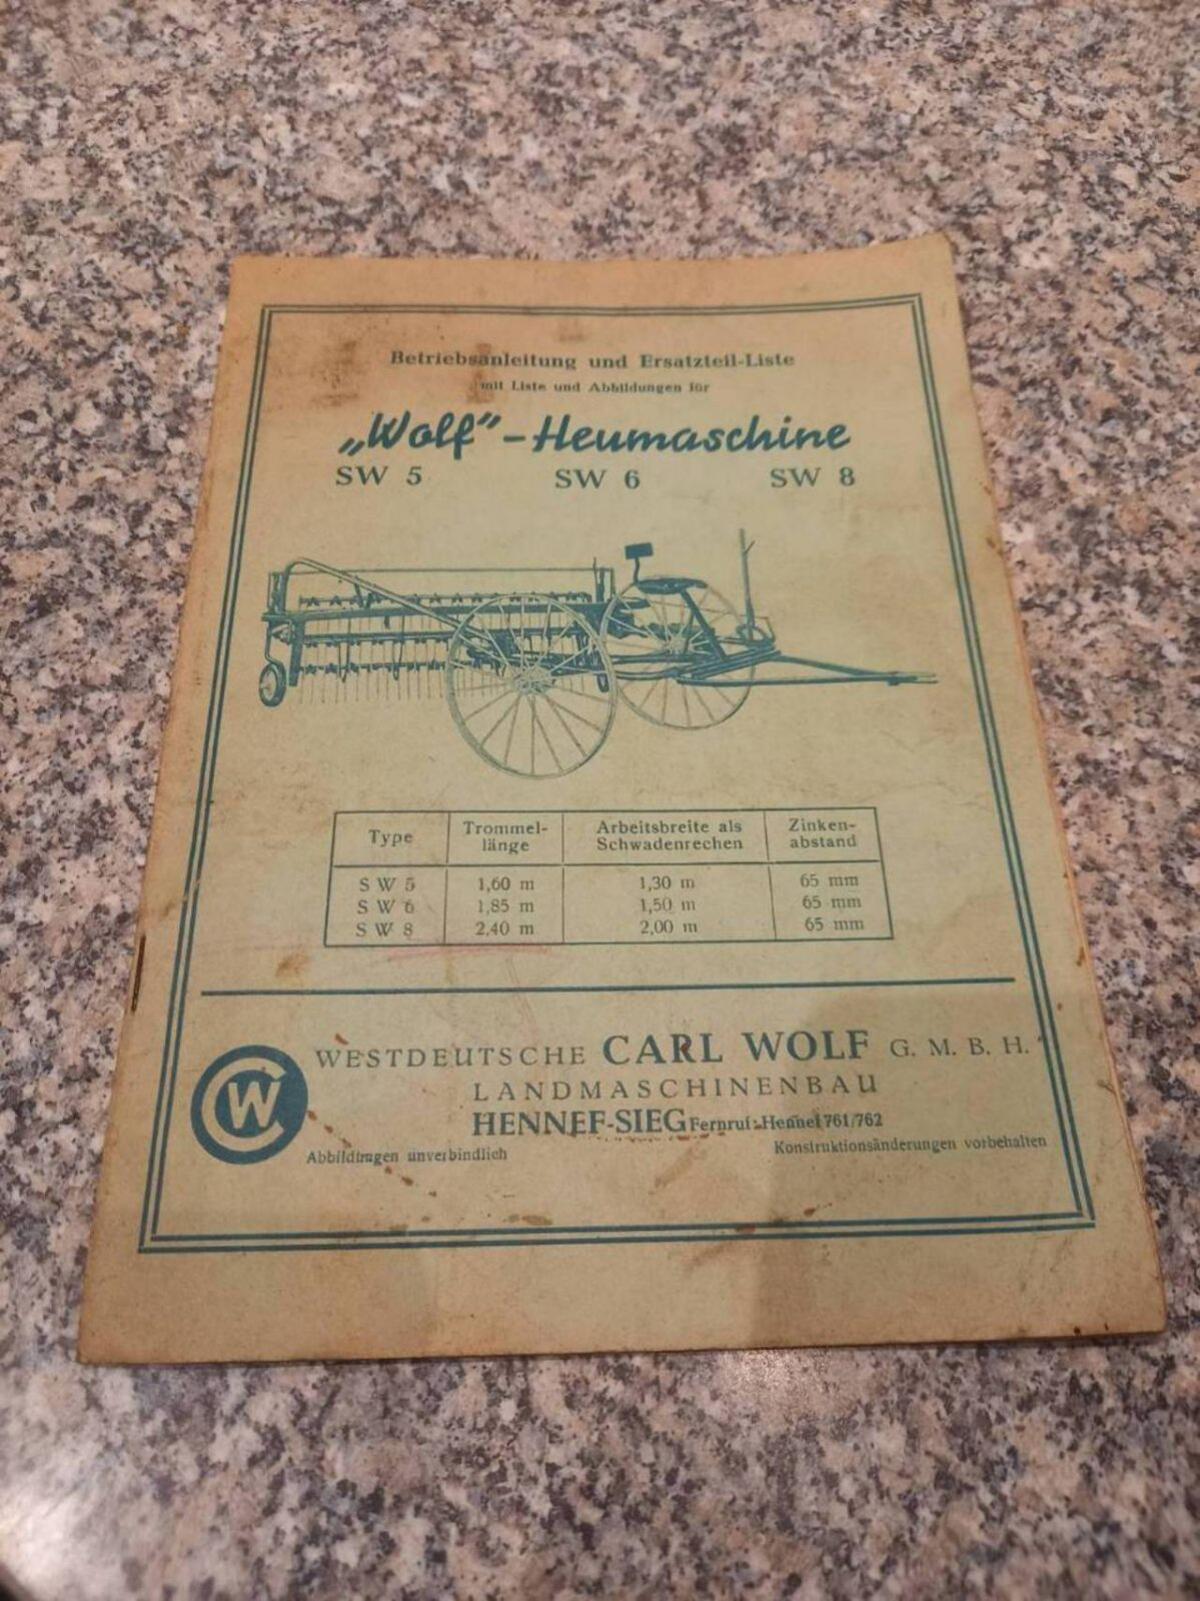 Betriebsanleitung und Ersatzteil-Liste
mit Liste und Abbildungen für
„Wolf"-Heumaschine
SW 5 SW 6 SW 8
Type Trommel-länge Arbeitsbreite als Schwadenrechen Zinken-abstand
SW 5 1,60 m 1,30 m 65 mm
SW 6 1,85 m 1,50 m 65 mm
SW 8 2,40 m 2,00 m 65 mm
CW
WESTDEUTSCHE CARL WOLF G. M. B. H.
LANDMASCHINENBAU
HENNEF-SIEG Fernruf: Hennef 761/762
Abbildungen unverbindlich Konstruktionsänderungen vorbehalten